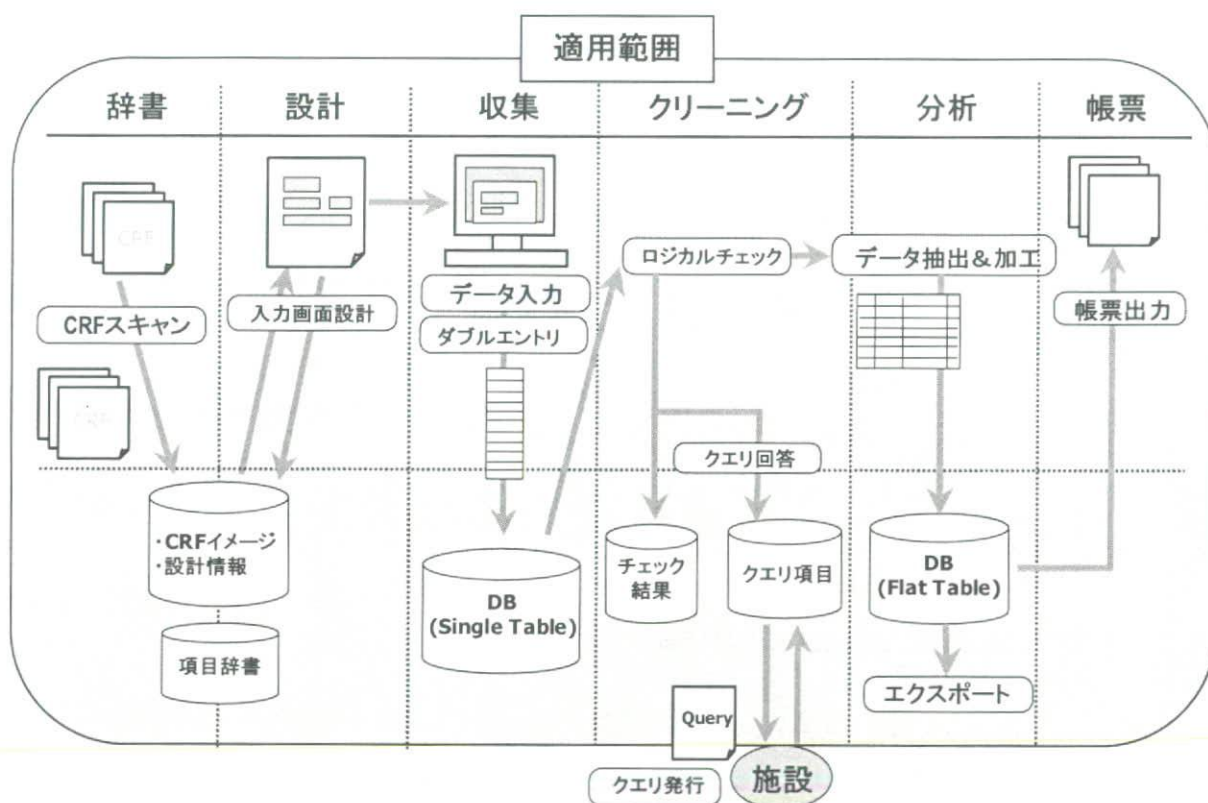 適用範囲
辞書
設計
収集
クリーニング
分析
帳票
CRF
CRFスキャン
CRF
入力画面設計
データ入力
ダブルエントリ
ロジカルチェック
データ抽出&加工
帳票出力
クエリ回答
・CRFイメージ
・設計情報
項目辞書
DB
(Single Table)
チェック
結果
クエリ項目
DB
(Flat Table)
エクスポート
Query
クエリ発行
施設